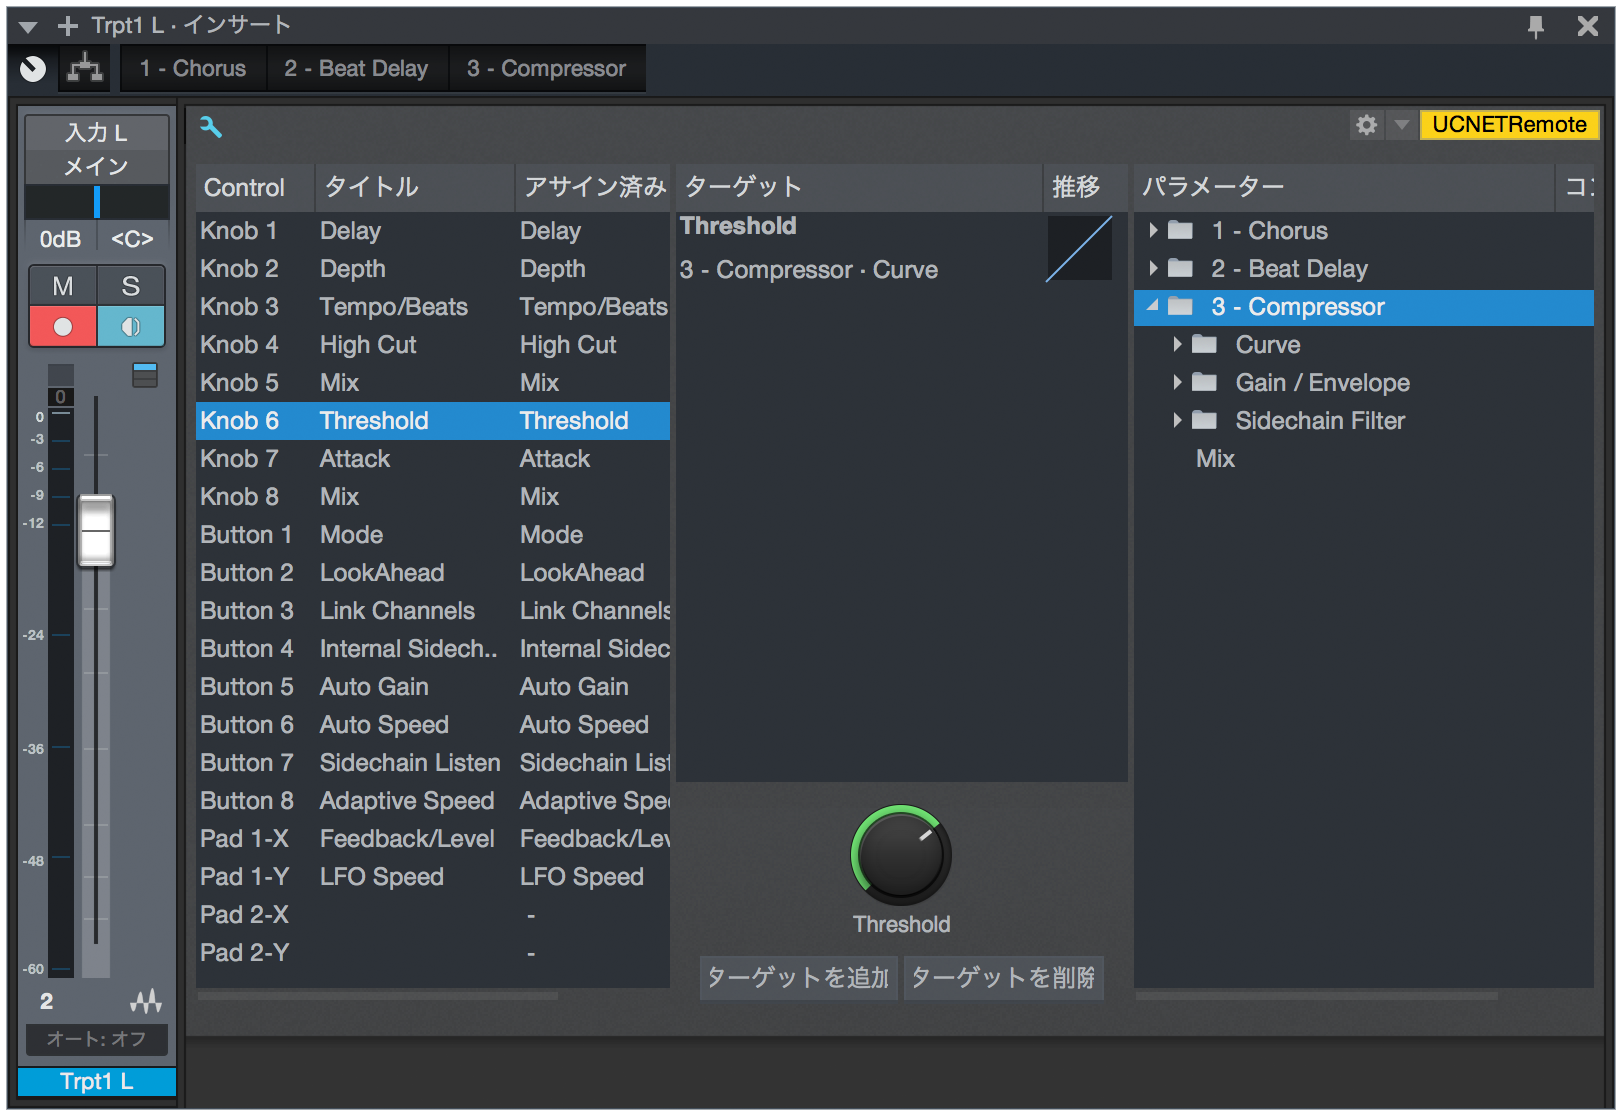 Trpt1 L · インサート
1 - Chorus
2 - Beat Delay
3 - Compressor
入力 L
メイン
0dB <C>
M S
0
0
-3
-6
-9
-12
-24
-36
-48
-60
2
オート: オフ
Trpt1 L
UCNETRemote
Control タイトル アサイン済み
Knob 1 Delay Delay
Knob 2 Depth Depth
Knob 3 Tempo/Beats Tempo/Beats
Knob 4 High Cut High Cut
Knob 5 Mix Mix
Knob 6 Threshold Threshold
Knob 7 Attack Attack
Knob 8 Mix Mix
Button 1 Mode Mode
Button 2 LookAhead LookAhead
Button 3 Link Channels Link Channels
Button 4 Internal Sidech.. Internal Sidec
Button 5 Auto Gain Auto Gain
Button 6 Auto Speed Auto Speed
Button 7 Sidechain Listen Sidechain List
Button 8 Adaptive Speed Adaptive Spe
Pad 1-X Feedback/Level Feedback/Lev
Pad 1-Y LFO Speed LFO Speed
Pad 2-X -
Pad 2-Y -
ターゲット 推移
Threshold
3 - Compressor · Curve
Threshold
ターゲットを追加 ターゲットを削除
パラメーター コン
1 - Chorus
2 - Beat Delay
3 - Compressor
Curve
Gain / Envelope
Sidechain Filter
Mix